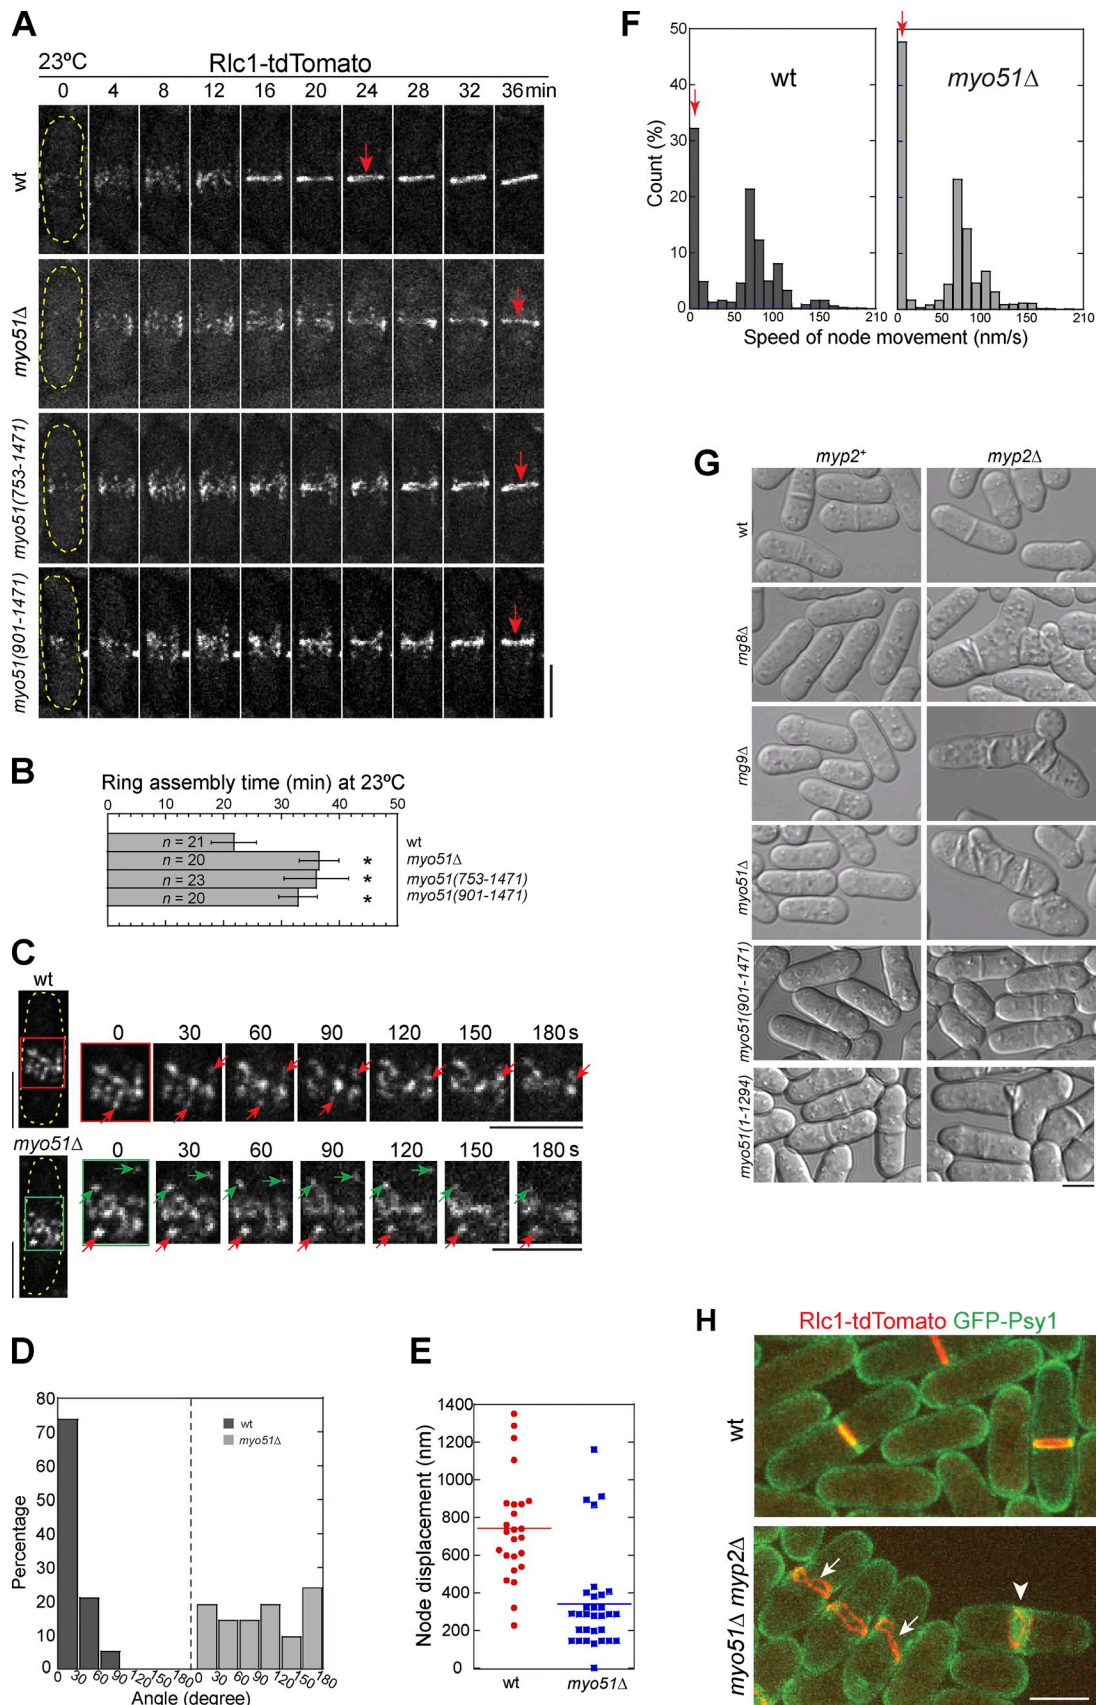 A
23ºC
Rlc1-tdTomato
0 4 8 12 16 20 24 28 32 36 min
wt
myo51Δ
myo51(753-1471)
myo51(901-1471)
B
Ring assembly time (min) at 23ºC
0 10 20 30 40 50
n = 21 wt
n = 20 * myo51Δ
n = 23 * myo51(753-1471)
n = 20 * myo51(901-1471)
C
wt
0 30 60 90 120 150 180 s
myo51Δ
0 30 60 90 120 150 180 s
D
80
70
60
50
40
30
20
10
0
Percentage
wt
myo51Δ
0 30 60 90 120 150 180 0 30 60 90 120 150 180
Angle (degree)
E
1400
1200
1000
800
600
400
200
0
Node displacement (nm)
wt myo51Δ
F
50
40
30
20
10
0
Count (%)
wt
myo51Δ
0 50 100 150 210 0 50 100 150 210
Speed of node movement (nm/s)
G
myp2+ myp2Δ
wt
rng8Δ
rng9Δ
myo51Δ
myo51(901-1471)
myo51(1-1294)
H
Rlc1-tdTomato GFP-Psy1
wt
myo51Δ myp2Δ